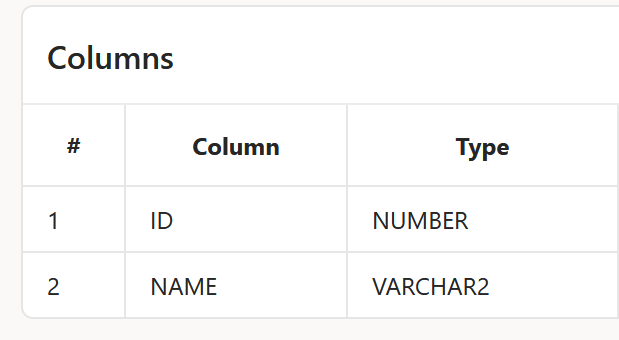 Columns
# Column Type
1 ID NUMBER
2 NAME VARCHAR2